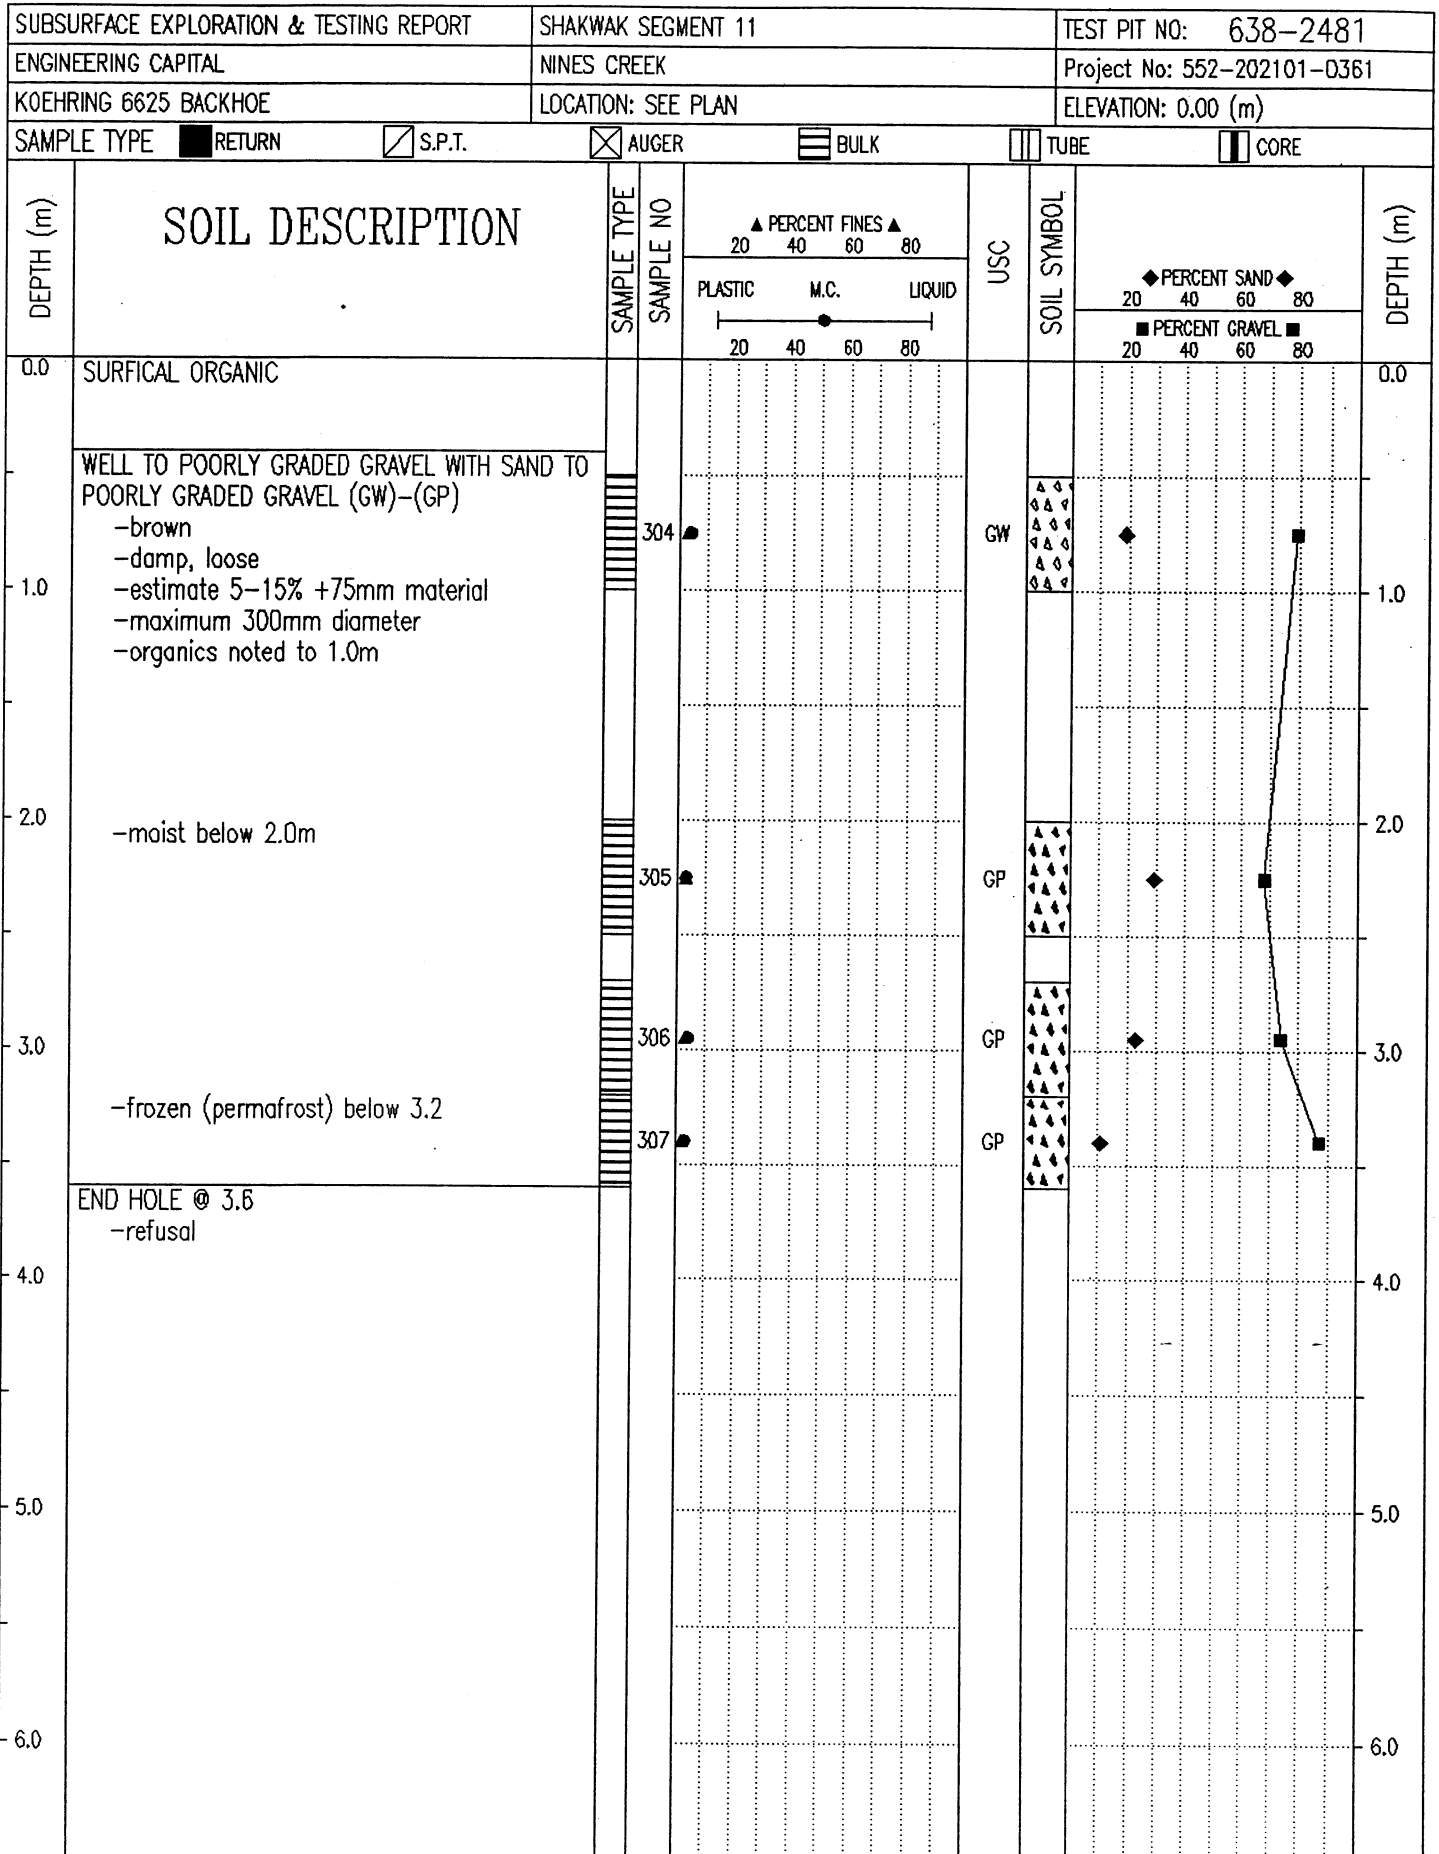 SUBSURFACE EXPLORATION & TESTING REPORT
SHAKWAK SEGMENT 11
TEST PIT NO: 638-2481
ENGINEERING CAPITAL
NINES CREEK
Project No: 552-202101-0361
KOEHRING 6625 BACKHOE
LOCATION: SEE PLAN
ELEVATION: 0.00 (m)
SAMPLE TYPE RETURN S.P.T. AUGER BULK TUBE CORE
DEPTH (m)
SOIL DESCRIPTION
SAMPLE TYPE
SAMPLE NO
▲ PERCENT FINES ▲
20 40 60 80
PLASTIC M.C. LIQUID
20 40 60 80
USC
SOIL SYMBOL
◆PERCENT SAND◆
20 40 60 80
■ PERCENT GRAVEL ■
20 40 60 80
DEPTH (m)
0.0
SURFICAL ORGANIC
0.0
WELL TO POORLY GRADED GRAVEL WITH SAND TO
POORLY GRADED GRAVEL (GW)-(GP)
-brown
304
GW
-damp, loose
1.0
-estimate 5-15% +75mm material
1.0
-maximum 300mm diameter
-organics noted to 1.0m
2.0
-moist below 2.0m
2.0
305
GP
3.0
306
GP
3.0
-frozen (permafrost) below 3.2
307
GP
END HOLE @ 3.6
-refusal
4.0
4.0
5.0
5.0
6.0
6.0